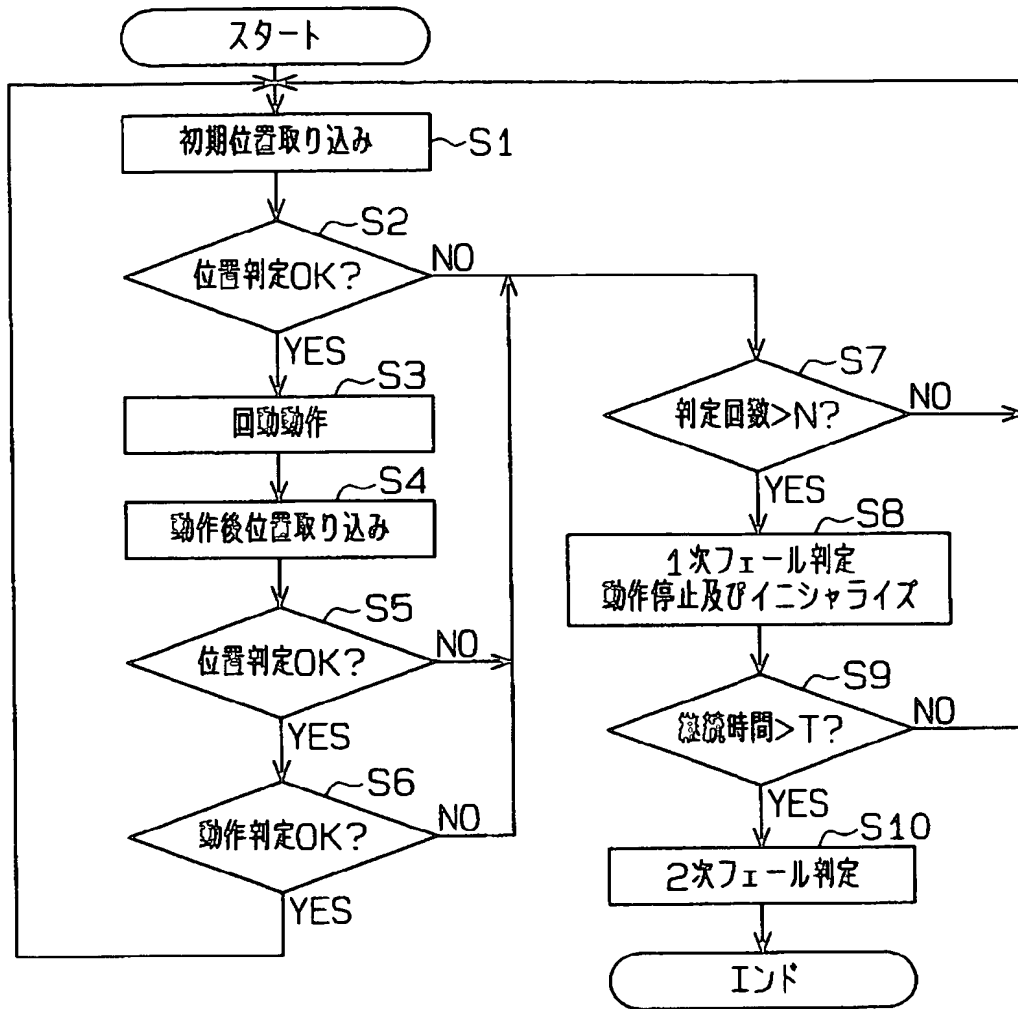 スタート
初期位置取り込み
S1
S2
位置判定OK?
NO
YES
S3
回動動作
S4
動作後位置取り込み
S5
位置判定OK?
NO
YES
S6
動作判定OK?
NO
YES
S7
判定回数>N?
NO
YES
S8
1次フェール判定
動作停止及びイニシャライズ
S9
継続時間>T?
NO
YES
S10
2次フェール判定
エンド